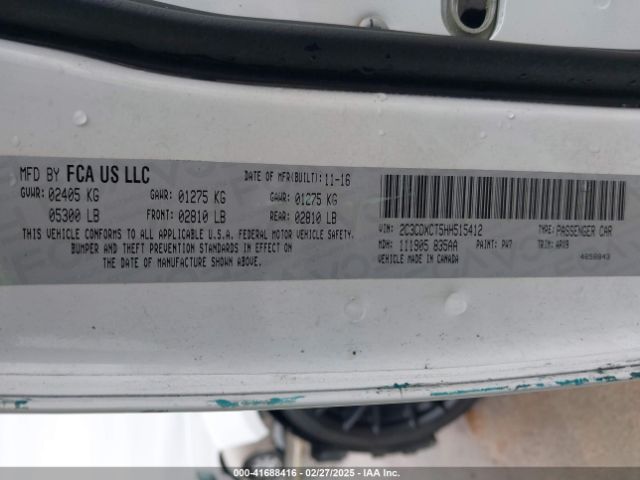 MFD BY FCA US LLC
DATE OF MFR(BUILT): 11-16
GVWR: 02405 KG
GAWR: 01275 KG
GAWR: 01275 KG
05300 LB
FRONT: 02810 LB
REAR: 02810 LB
THIS VEHICLE CONFORMS TO ALL APPLICABLE U.S.A. FEDERAL MOTOR VEHICLE SAFETY,
BUMPER AND THEFT PREVENTION STANDARDS IN EFFECT ON
THE DATE OF MANUFACTURE SHOWN ABOVE.
VIN: 2C3CDXCT5HH515412
TYPE: PASSENGER CAR
MDH: 111905 835AA
PAINT: PW7
TRIM: APX9
VEHICLE MADE IN CANADA
4658843
000-41688416 - 02/27/2025 - IAA Inc.